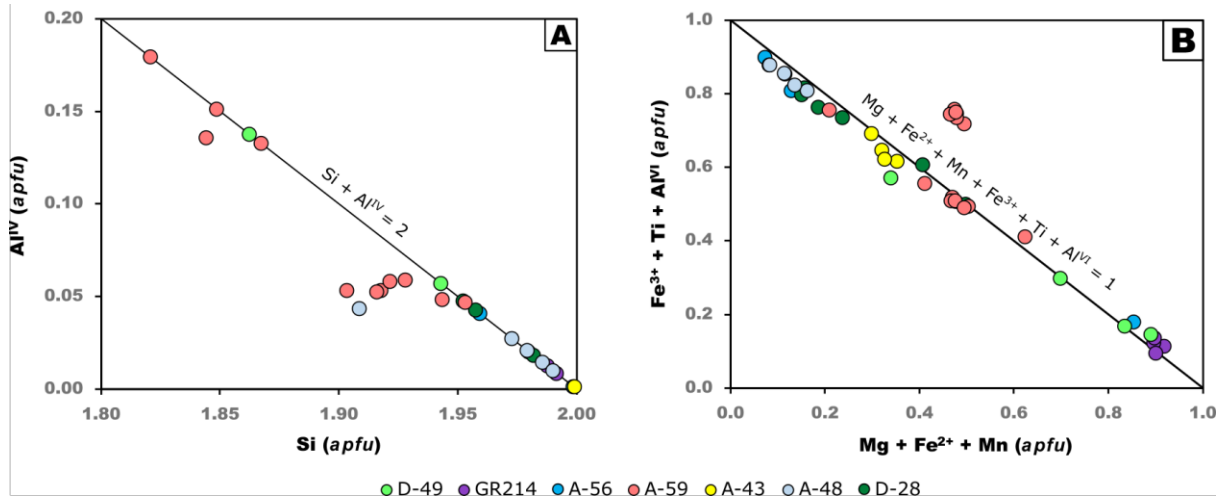 A
0.20
0.15
0.10
0.05
0.00
Al^IV (apfu)
Si + Al^IV = 2
1.80 1.85 1.90 1.95 2.00
Si (apfu)
B
1.0
0.8
0.6
0.4
0.2
0.0
Fe³⁺ + Ti + Al^VI (apfu)
Mg + Fe²⁺ + Mn + Fe³⁺ + Ti + Al^VI = 1
0.0 0.2 0.4 0.6 0.8 1.0
Mg + Fe²⁺ + Mn (apfu)
D-49 GR214 A-56 A-59 A-43 A-48 D-28